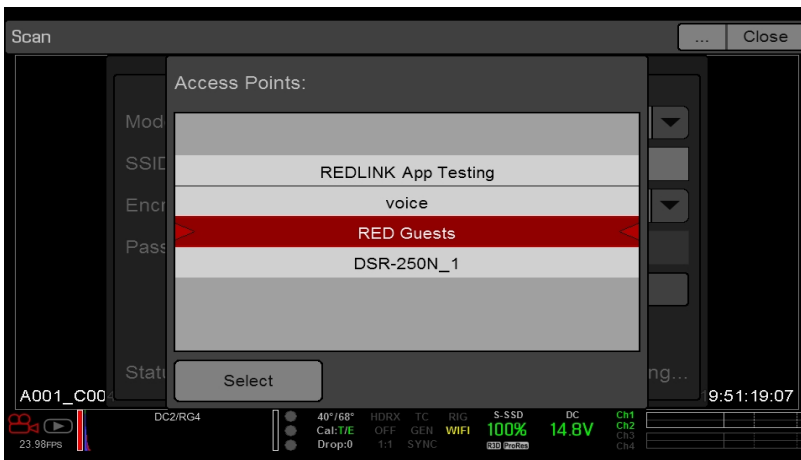 Scan
...
Close
Access Points:
Mod
SSID
Encr
Pass
REDLINK App Testing
voice
RED Guests
DSR-250N_1
Select
Statu
ng...
A001_C00
9:51:19:07
23.98FPS
DC2/RG4
40°/68°
Cal:T/E
Drop:0
HDRX TC RIG
OFF GEN WIFI
1:1 SYNC
S-SSD
100%
R3D ProRes
DC
14.8V
Ch1
Ch2
Ch3
Ch4